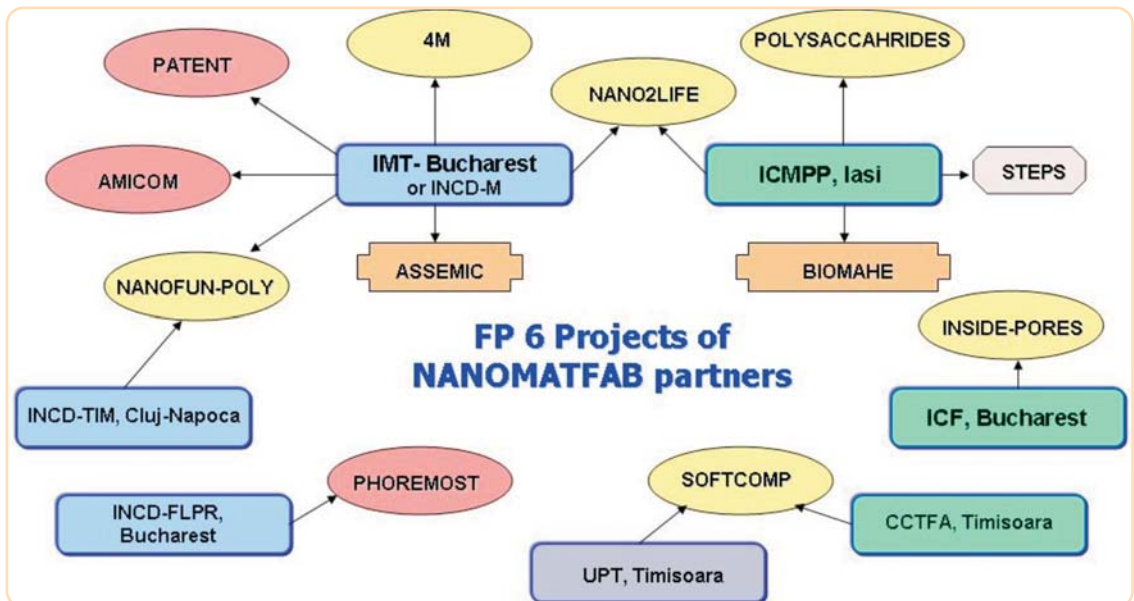 4M
POLYSACCAHRIDES
PATENT
NANO2LIFE
IMT- Bucharest
or INCD-M
ICMPP, Iasi
STEPS
AMICOM
ASSEMIC
BIOMAHE
NANOFUN-POLY
INSIDE-PORES
FP 6 Projects of
NANOMATFAB partners
INCD-TIM, Cluj-Napoca
ICF, Bucharest
PHOREMOST
SOFTCOMP
INCD-FLPR,
Bucharest
CCTFA, Timisoara
UPT, Timisoara